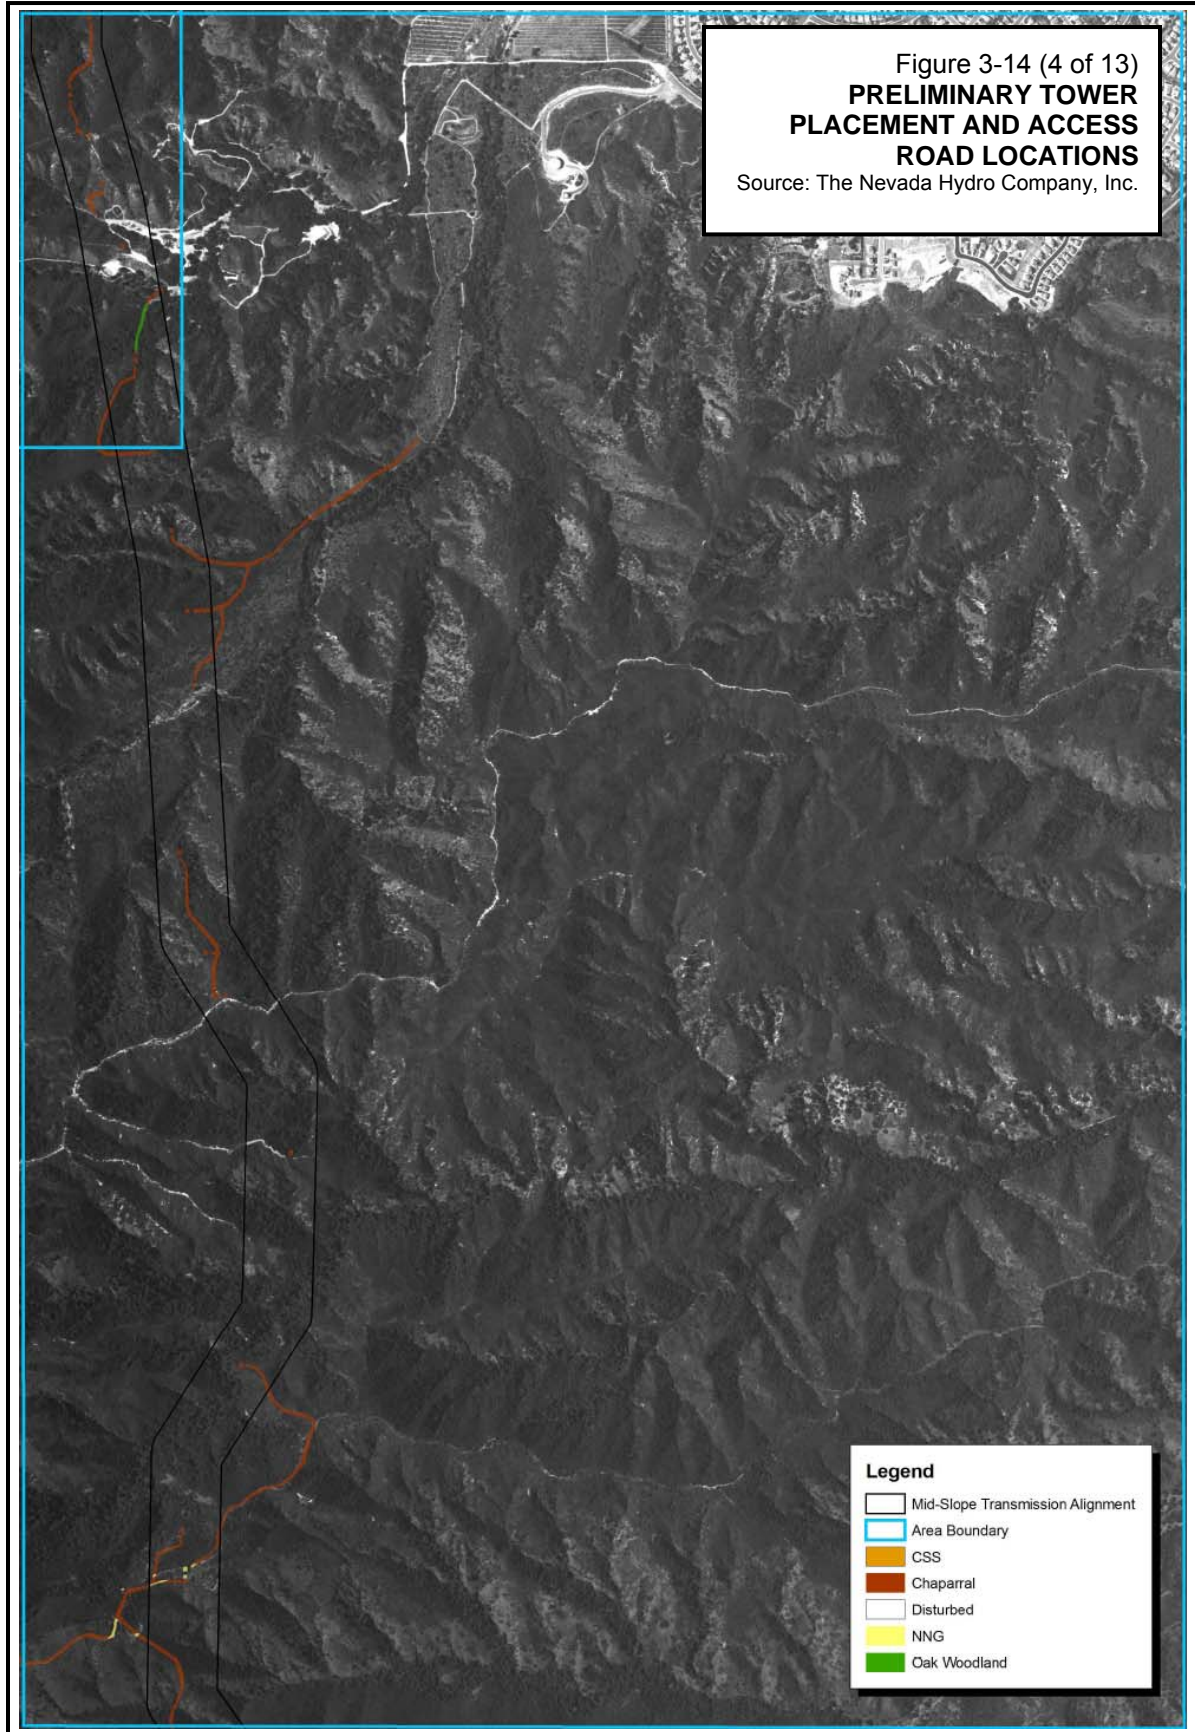 Figure 3-14 (4 of 13)
PRELIMINARY TOWER
PLACEMENT AND ACCESS
ROAD LOCATIONS
Source: The Nevada Hydro Company, Inc.
Legend
Mid-Slope Transmission Alignment
Area Boundary
CSS
Chaparral
Disturbed
NNG
Oak Woodland